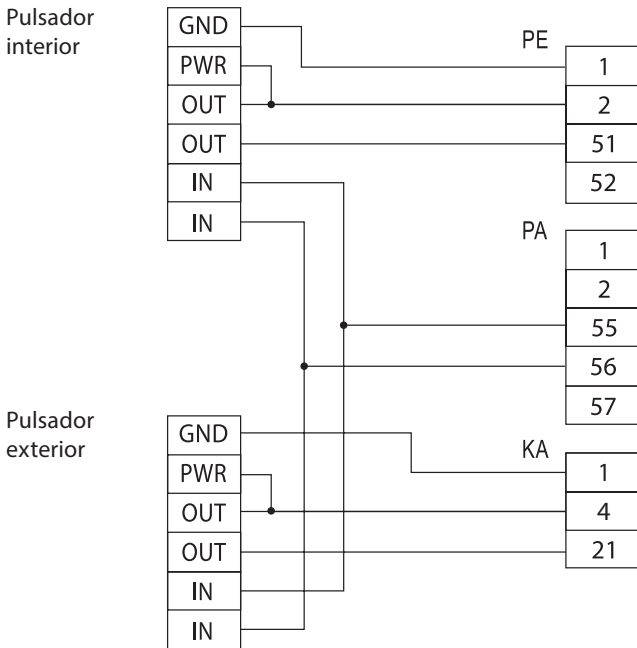 Pulsador
interior
GND
PWR
OUT
OUT
IN
IN
PE
1
2
51
52
PA
1
2
55
56
57
Pulsador
exterior
GND
PWR
OUT
OUT
IN
IN
KA
1
4
21